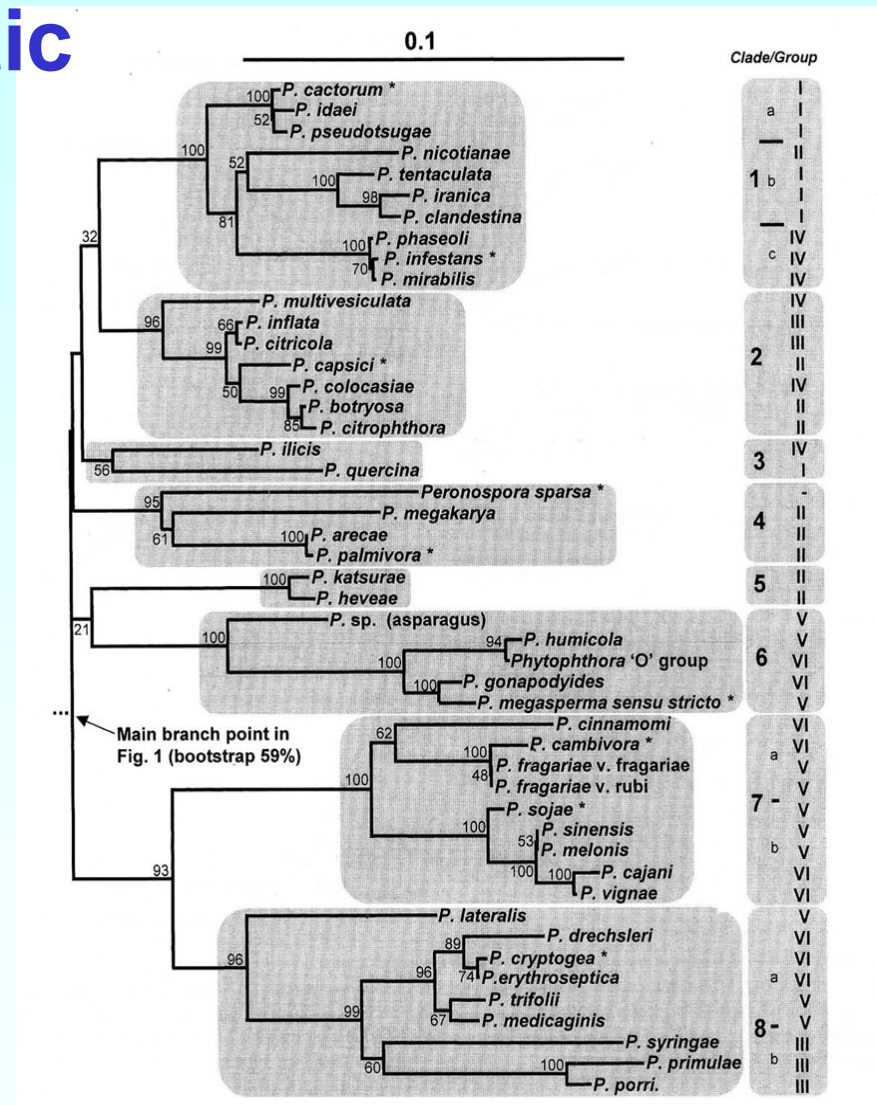 ic
0.1
Clade/Group
100 P. cactorum * I
a
P. idaei I
52
P. pseudotsugae I
100
52 P. nicotianae II
P. tentaculata I
100
1 b
98 P. iranica I
P. clandestina I
81
32
P. phaseoli IV
100
P. infestans * IV
c
70
P. mirabilis IV
P. multivesiculata IV
96
66 P. inflata III
P. citricola III
99
2
P. capsici * II
50
99 P. colocasiae IV
P. botryosa II
85 P. citrophthora II
P. ilicis IV
3
56 P. quercina I
Peronospora sparsa * -
95
P. megakarya II
4
61
100 P. arecae II
P. palmivora * II
100 P. katsurae II
5
P. heveae II
P. sp. (asparagus) V
21
100
94 P. humicola V
Phytophthora ‘O’ group VI
6
100
P. gonapodyides VI
100
P. megasperma sensu stricto * V
...
Main branch point in
Fig. 1 (bootstrap 59%)
P. cinnamomi VI
62
100 P. cambivora * VI
a
P. fragariae v. fragariae V
48
P. fragariae v. rubi V
100
7 -
P. sojae * V
100
P. sinensis V
53
P. melonis V
b
100
100 P. cajani VI
P. vignae VI
93
P. lateralis V
P. drechsleri VI
89
P. cryptogea * VI
96
96
74 P.erythroseptica VI
a
P. trifolii V
67 P. medicaginis V
99
8 -
P. syringae III
60
b
100 P. primulae III
P. porri. III